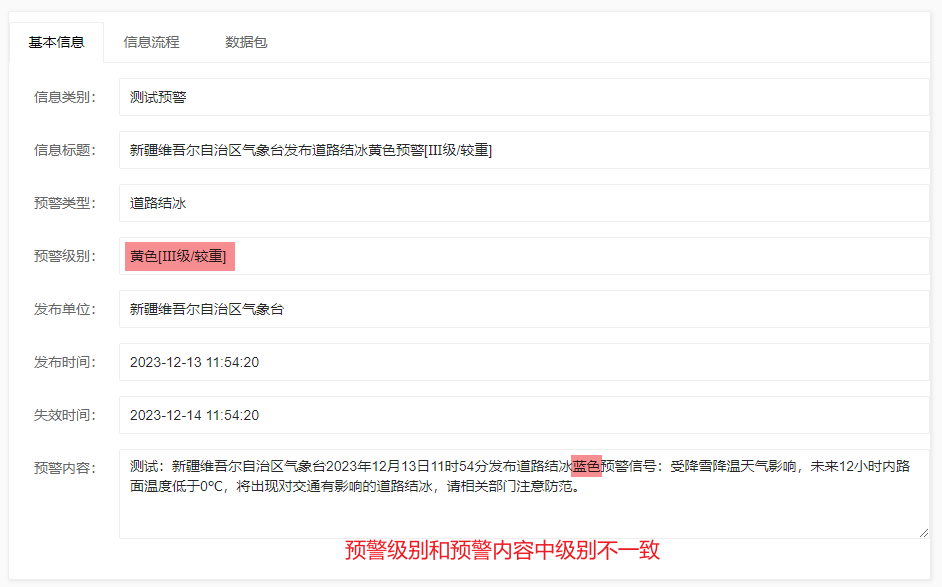 基本信息 信息流程 数据包
信息类别： 测试预警
信息标题： 新疆维吾尔自治区气象台发布道路结冰黄色预警[III级/较重]
预警类型： 道路结冰
预警级别： 黄色[III级/较重]
发布单位： 新疆维吾尔自治区气象台
发布时间： 2023-12-13 11:54:20
失效时间： 2023-12-14 11:54:20
预警内容： 测试：新疆维吾尔自治区气象台2023年12月13日11时54分发布道路结冰蓝色预警信号：受降雪降温天气影响，未来12小时内路
面温度低于0℃，将出现对交通有影响的道路结冰，请相关部门注意防范。
预警级别和预警内容中级别不一致